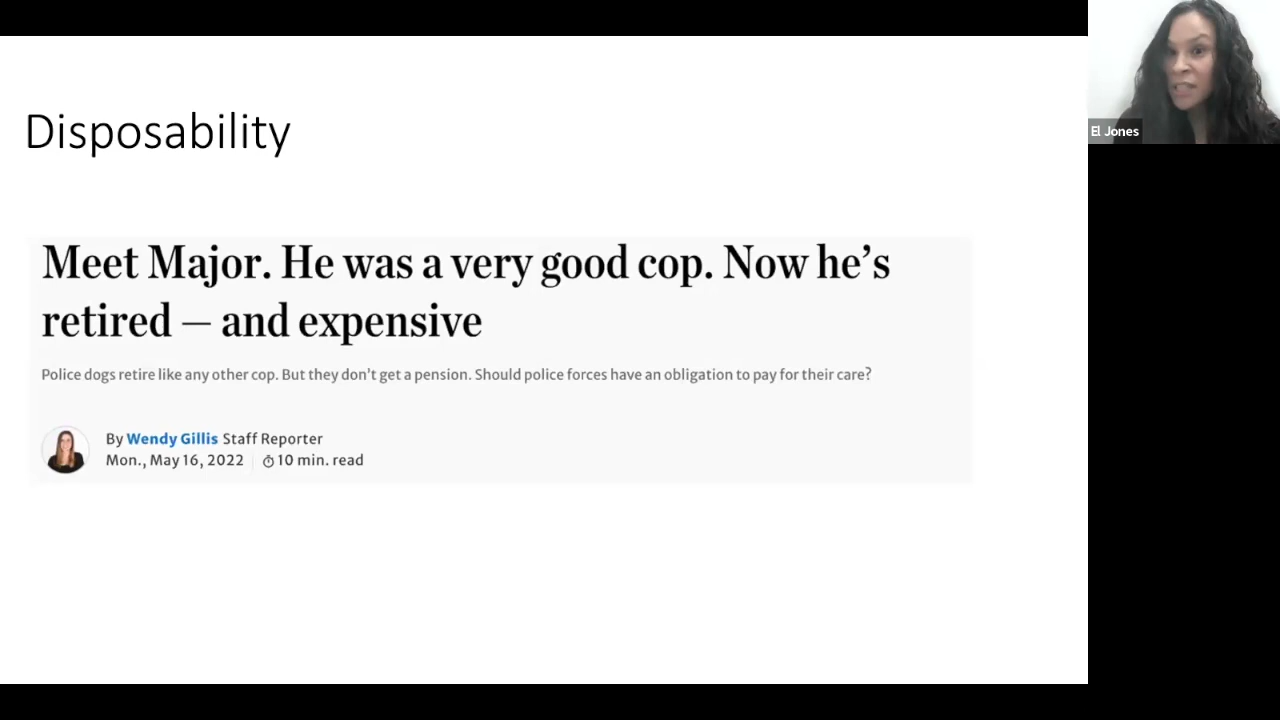 Disposability
Meet Major. He was a very good cop. Now he's
retired — and expensive
Police dogs retire like any other cop. But they don't get a pension. Should police forces have an obligation to pay for their care?
By Wendy Gillis Staff Reporter
Mon., May 16, 2022 10 min. read
El Jones